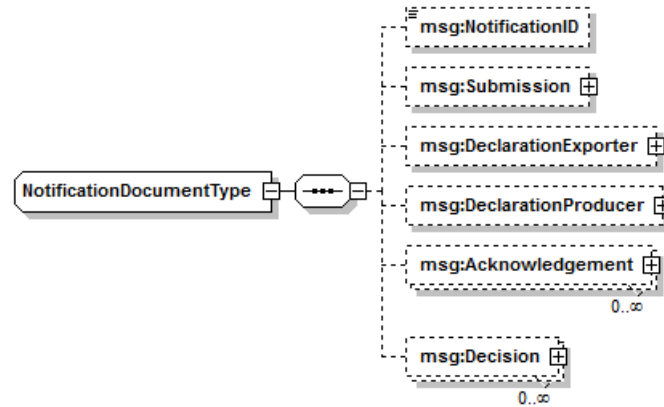 msg:NotificationID
msg:Submission
msg:DeclarationExporter
NotificationDocumentType
msg:DeclarationProducer
msg:Acknowledgement
0..∞
msg:Decision
0..∞